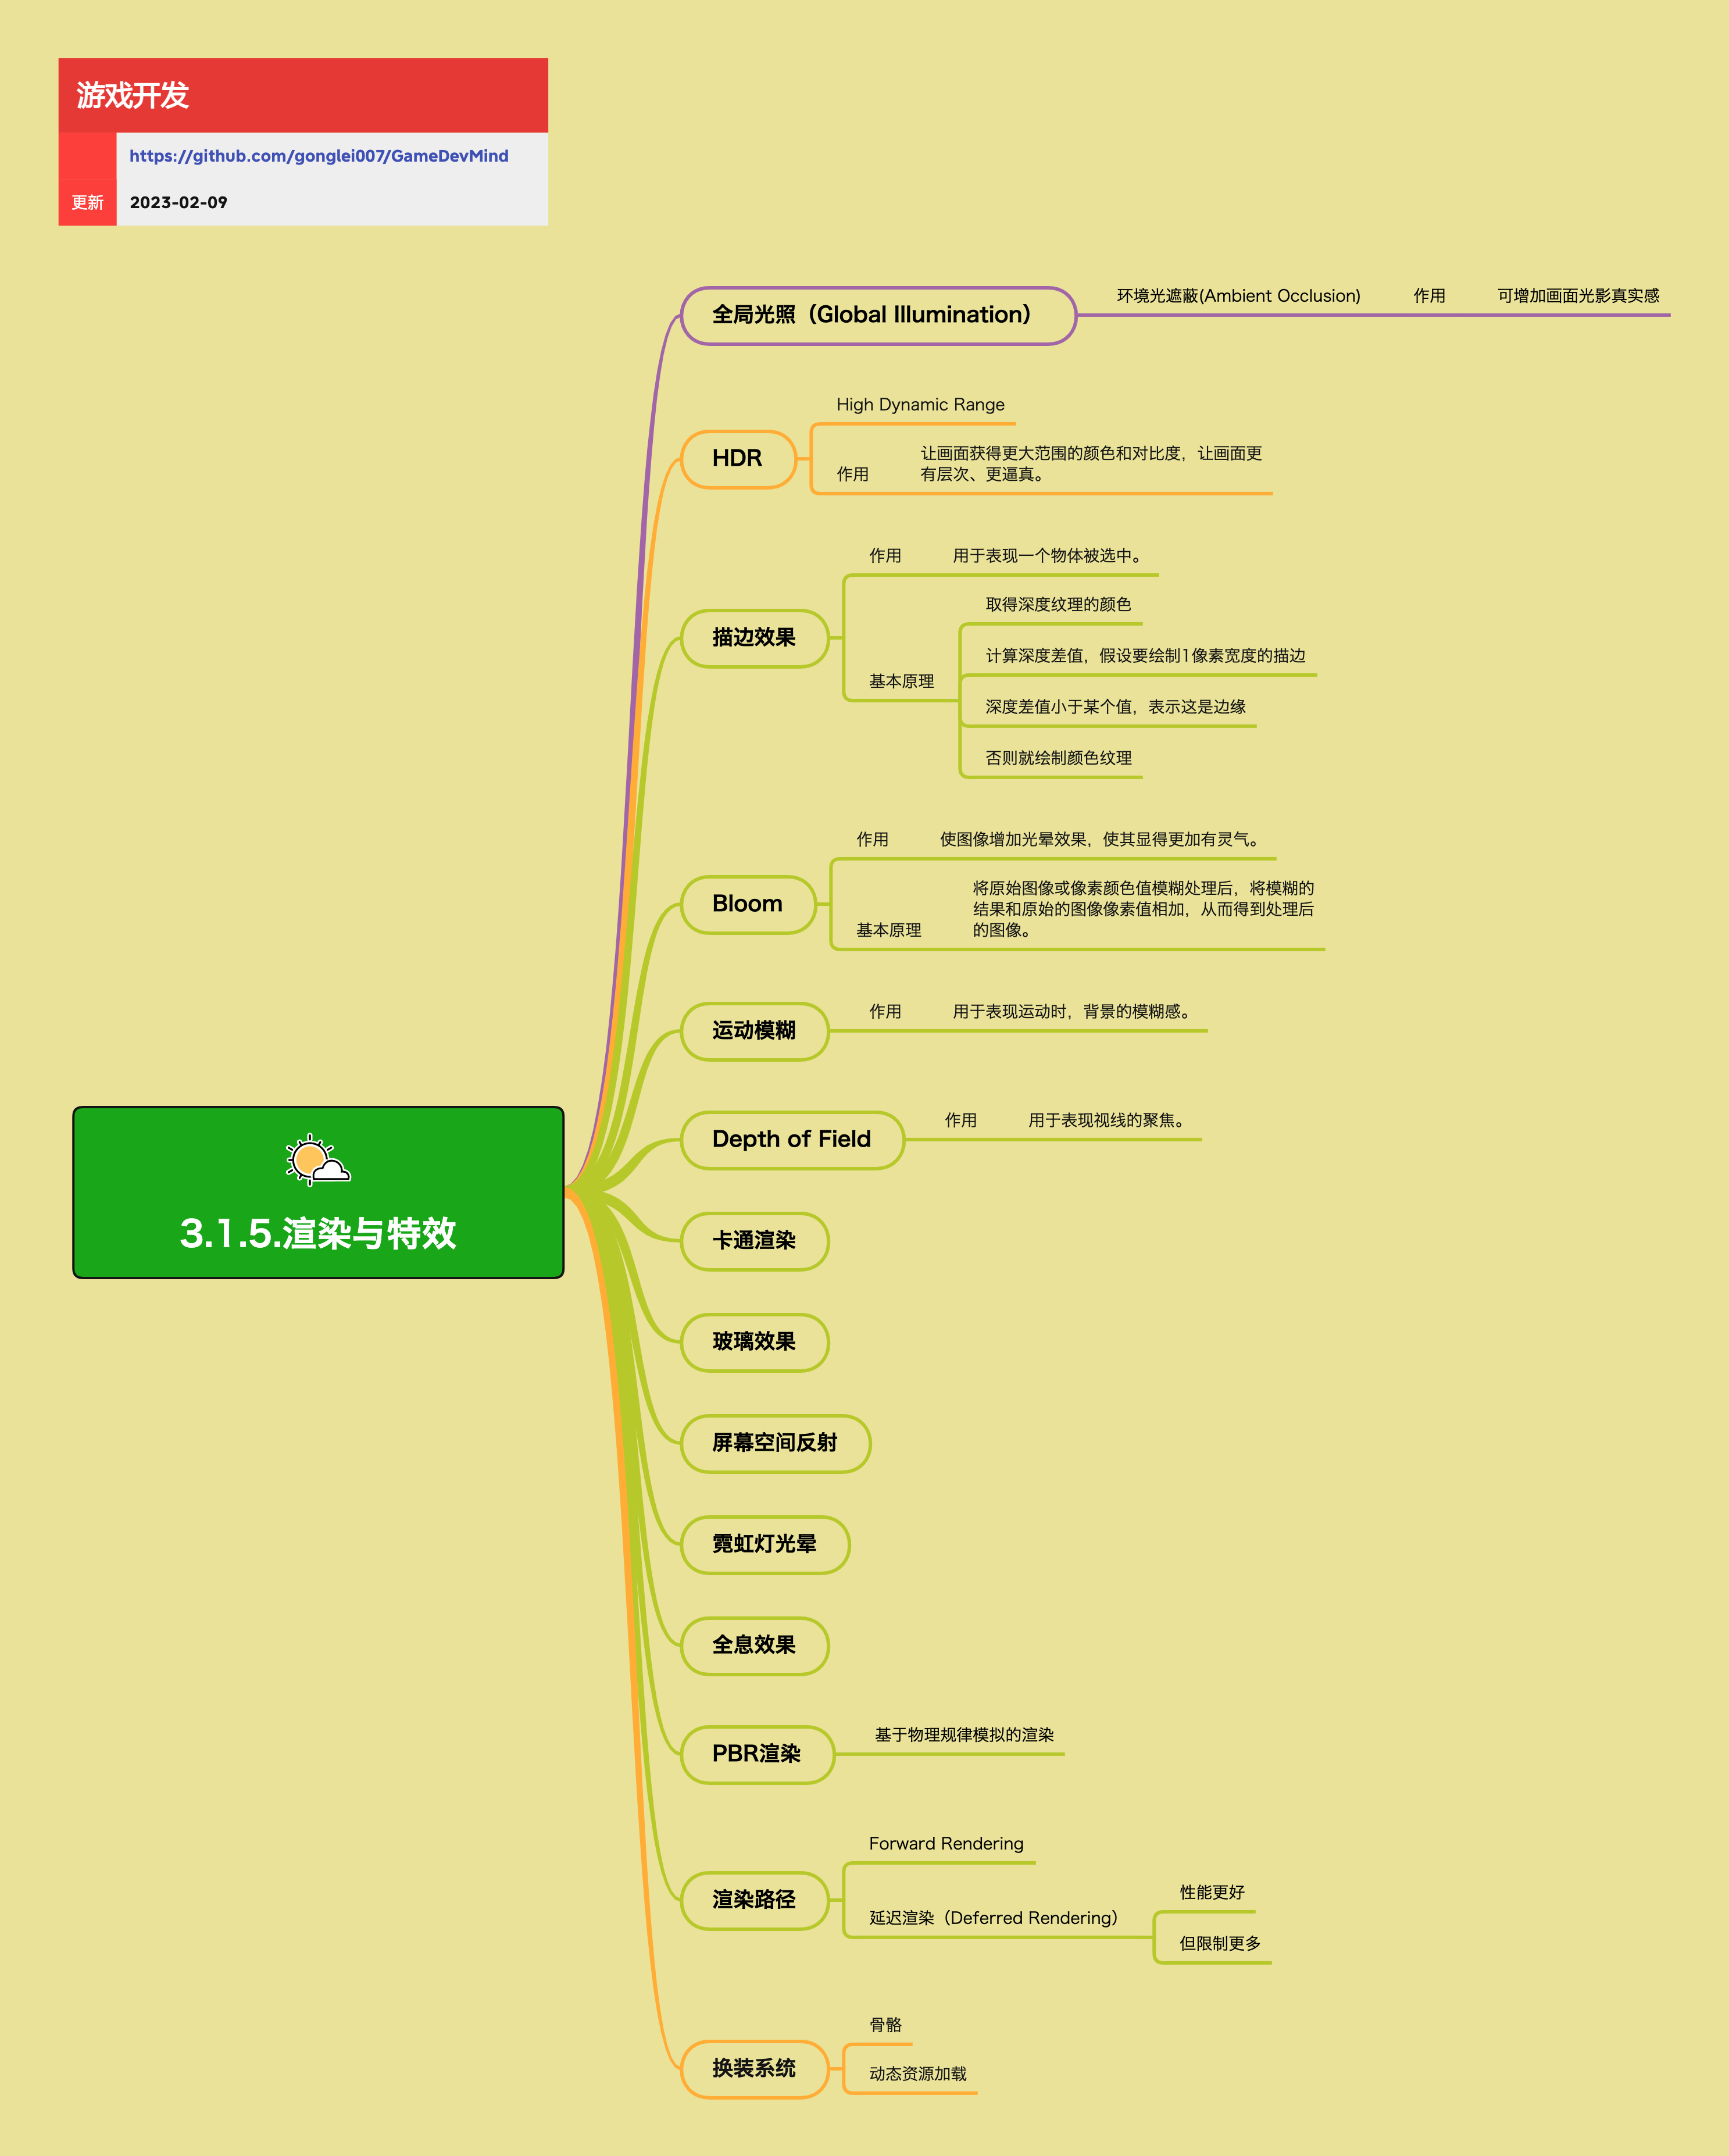 游戏开发
https://github.com/gonglei007/GameDevMind
更新
2023-02-09
3.1.5.渲染与特效
全局光照（Global Illumination）
环境光遮蔽(Ambient Occlusion)
作用
可增加画面光影真实感
HDR
High Dynamic Range
作用
让画面获得更大范围的颜色和对比度，让画面更
有层次、更逼真。
描边效果
作用
用于表现一个物体被选中。
基本原理
取得深度纹理的颜色
计算深度差值，假设要绘制1像素宽度的描边
深度差值小于某个值，表示这是边缘
否则就绘制颜色纹理
Bloom
作用
使图像增加光晕效果，使其显得更加有灵气。
基本原理
将原始图像或像素颜色值模糊处理后，将模糊的
结果和原始的图像像素值相加，从而得到处理后
的图像。
运动模糊
作用
用于表现运动时，背景的模糊感。
Depth of Field
作用
用于表现视线的聚焦。
卡通渲染
玻璃效果
屏幕空间反射
霓虹灯光晕
全息效果
PBR渲染
基于物理规律模拟的渲染
渲染路径
Forward Rendering
延迟渲染（Deferred Rendering）
性能更好
但限制更多
换装系统
骨骼
动态资源加载